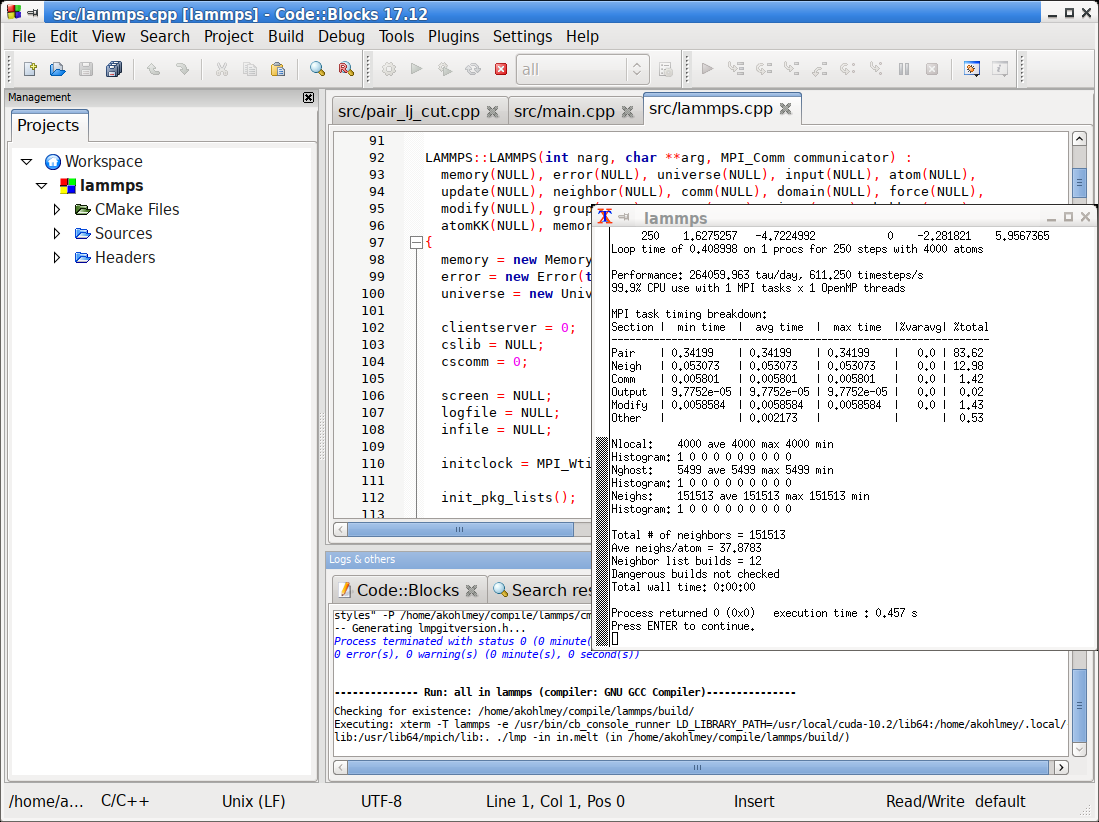 src/lammps.cpp [lammps] - Code::Blocks 17.12
File Edit View Search Project Build Debug Tools Plugins Settings Help
all
Management
Projects
Workspace
lammps
CMake Files
Sources
Headers
src/pair_lj_cut.cpp src/main.cpp src/lammps.cpp
91
92 LAMMPS::LAMMPS(int narg, char **arg, MPI_Comm communicator) :
93 memory(NULL), error(NULL), universe(NULL), input(NULL), atom(NULL),
94 update(NULL), neighbor(NULL), comm(NULL), domain(NULL), force(NULL),
95 modify(NULL), group(
96 atomKK(NULL), memor
97 {
98 memory = new Memory
99 error = new Error(t
100 universe = new Univ
101
102 clientserver = 0;
103 cslib = NULL;
104 cscomm = 0;
105
106 screen = NULL;
107 logfile = NULL;
108 infile = NULL;
109
110 initclock = MPI_Wti
111
112 init_pkg_lists();
113
lammps
250 1.6275257 -4.7224992 0 -2.281821 5.9567365
Loop time of 0.408998 on 1 procs for 250 steps with 4000 atoms
Performance: 264059.963 tau/day, 611.250 timesteps/s
99.9% CPU use with 1 MPI tasks x 1 OpenMP threads
MPI task timing breakdown:
Section | min time | avg time | max time |%varavg| %total
---------------------------------------------------------------
Pair | 0.34199 | 0.34199 | 0.34199 | 0.0 | 83.62
Neigh | 0.053073 | 0.053073 | 0.053073 | 0.0 | 12.98
Comm | 0.005801 | 0.005801 | 0.005801 | 0.0 | 1.42
Output | 9.7752e-05 | 9.7752e-05 | 9.7752e-05 | 0.0 | 0.02
Modify | 0.0058584 | 0.0058584 | 0.0058584 | 0.0 | 1.43
Other | | 0.002173 | | | 0.53
Nlocal: 4000 ave 4000 max 4000 min
Histogram: 1 0 0 0 0 0 0 0 0 0
Nghost: 5499 ave 5499 max 5499 min
Histogram: 1 0 0 0 0 0 0 0 0 0
Neighs: 151513 ave 151513 max 151513 min
Histogram: 1 0 0 0 0 0 0 0 0 0
Total # of neighbors = 151513
Ave neighs/atom = 37.8783
Neighbor list builds = 12
Dangerous builds not checked
Total wall time: 0:00:00
Process returned 0 (0x0) execution time : 0.457 s
Press ENTER to continue.
Logs & others
Code::Blocks Search res
styles" -P /home/akohlmey/compile/lammps/cm
-- Generating lmpgitversion.h...
Process terminated with status 0 (0 minute(
0 error(s), 0 warning(s) (0 minute(s), 0 second(s))
-------------- Run: all in lammps (compiler: GNU GCC Compiler)---------------
Checking for existence: /home/akohlmey/compile/lammps/build/
Executing: xterm -T lammps -e /usr/bin/cb_console_runner LD_LIBRARY_PATH=/usr/local/cuda-10.2/lib64:/home/akohlmey/.local/
lib:/usr/lib64/mpich/lib:. ./lmp -in in.melt (in /home/akohlmey/compile/lammps/build/)
/home/a... C/C++ Unix (LF) UTF-8 Line 1, Col 1, Pos 0 Insert Read/Write default